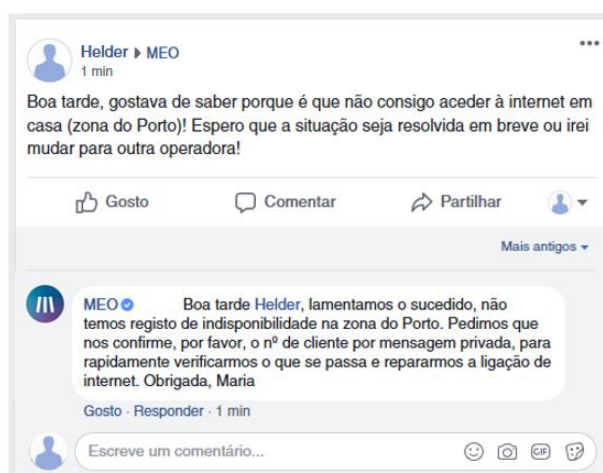 Helder ▸ MEO
1 min
Boa tarde, gostava de saber porque é que não consigo aceder à internet em
casa (zona do Porto)! Espero que a situação seja resolvida em breve ou irei
mudar para outra operadora!
Gosto Comentar Partilhar
Mais antigos
MEO Boa tarde Helder, lamentamos o sucedido, não
temos registo de indisponibilidade na zona do Porto. Pedimos que
nos confirme, por favor, o nº de cliente por mensagem privada, para
rapidamente verificarmos o que se passa e repararmos a ligação de
internet. Obrigada, Maria
Gosto · Responder · 1 min
Escreve um comentário...
GIF